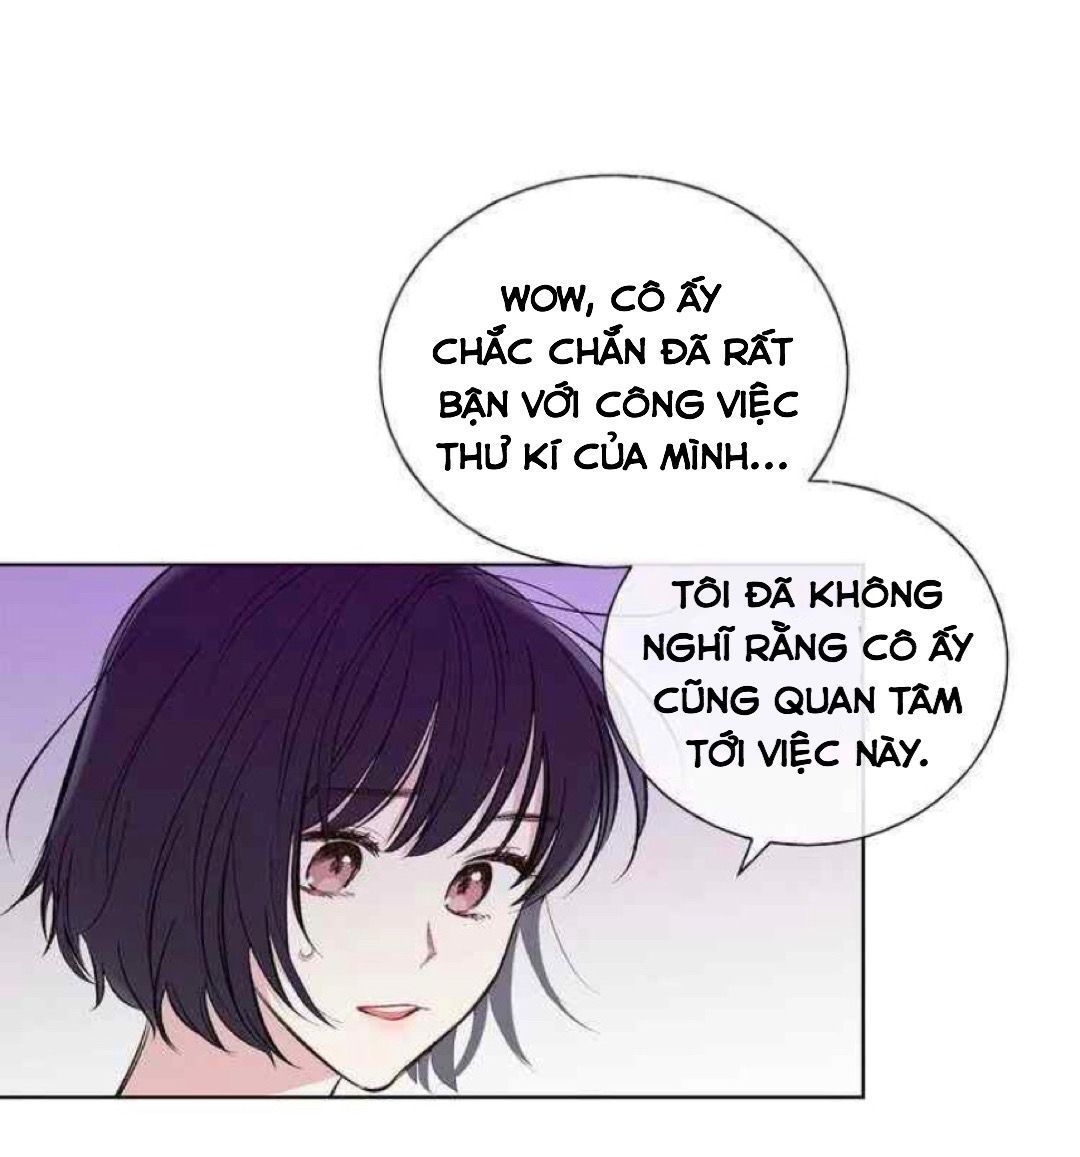 WOW, CÔ ẤY
CHẮC CHẮN ĐÃ RẤT
BẬN VỚI CÔNG VIỆC
THƯ KÍ CỦA MÌNH...
TÔI ĐÃ KHÔNG
NGHĨ RẰNG CÔ ẤY
CŨNG QUAN TÂM
TỚI VIỆC NÀY.